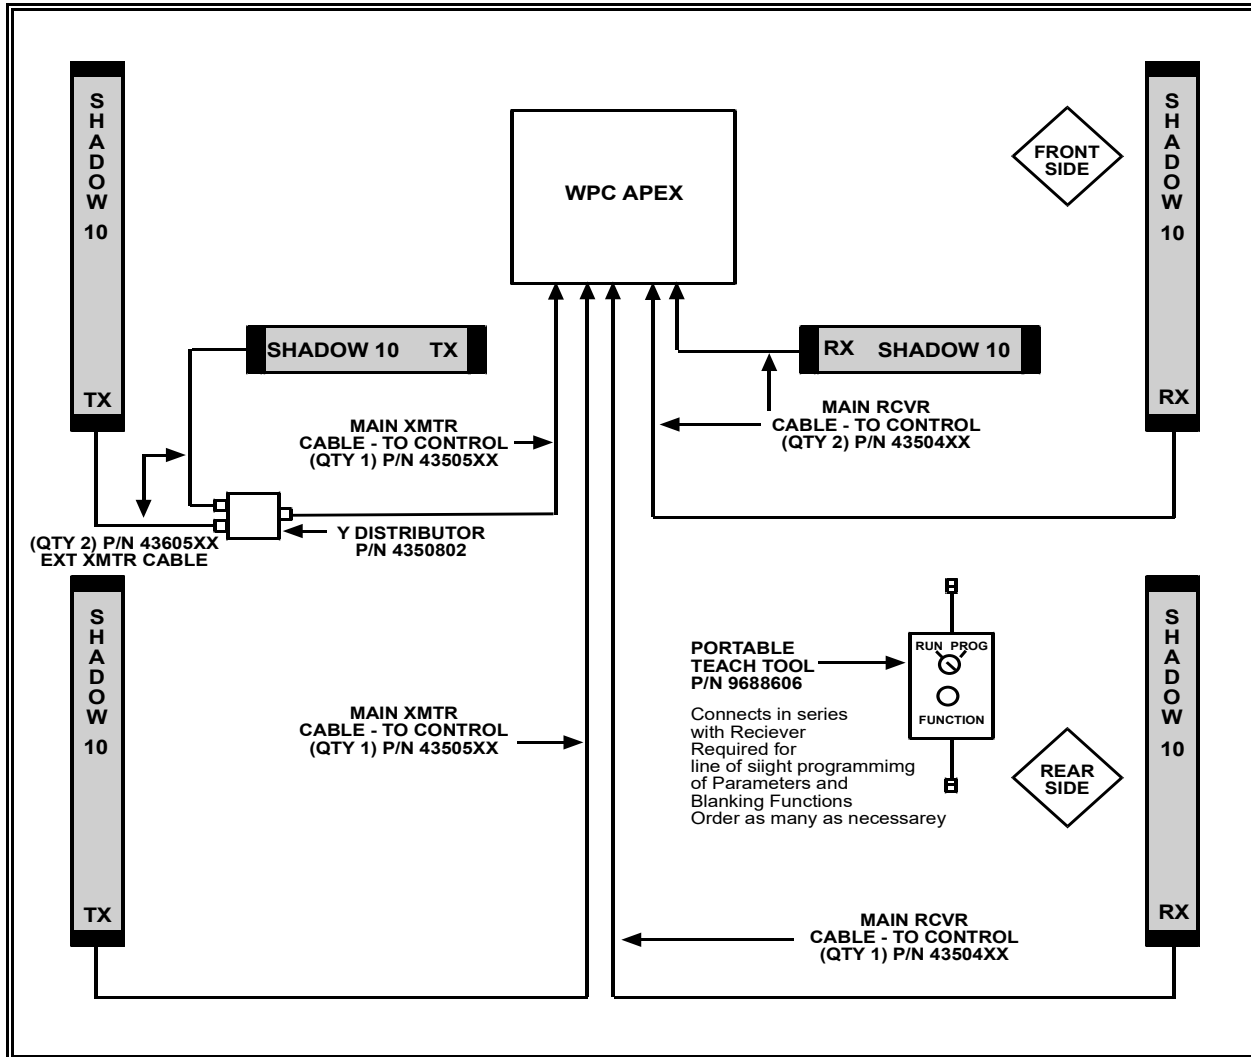 SHADOW 10
TX
WPC APEX
FRONT
SIDE
SHADOW 10
RX
SHADOW 10 TX
RX SHADOW 10
MAIN XMTR
CABLE - TO CONTROL
(QTY 1) P/N 43505XX
MAIN RCVR
CABLE - TO CONTROL
(QTY 2) P/N 43504XX
Y DISTRIBUTOR
P/N 4350802
(QTY 2) P/N 43605XX
EXT XMTR CABLE
SHADOW 10
TX
MAIN XMTR
CABLE - TO CONTROL
(QTY 1) P/N 43505XX
PORTABLE
TEACH TOOL
P/N 9688606
Connects in series
with Reciever
Required for
line of siight programmimg
of Parameters and
Blanking Functions
Order as many as necessarey
RUN PROG
FUNCTION
REAR
SIDE
SHADOW 10
RX
MAIN RCVR
CABLE - TO CONTROL
(QTY 1) P/N 43504XX